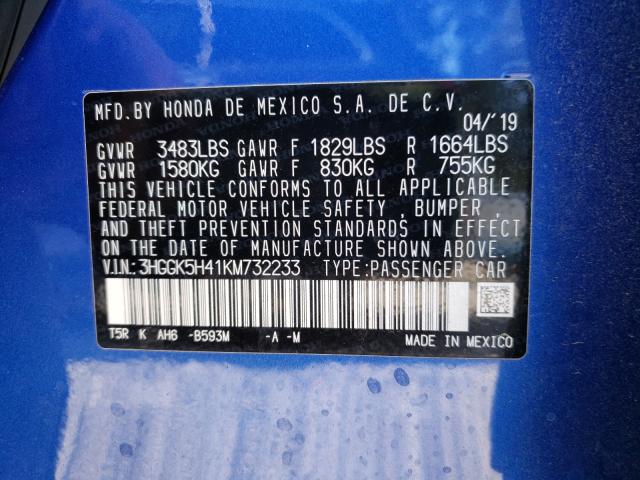 MFD.BY HONDA DE MEXICO S.A. DE C.V.
04/'19
GVWR 3483LBS GAWR F 1829LBS R 1664LBS
GVWR 1580KG GAWR F 830KG R 755KG
THIS VEHICLE CONFORMS TO ALL APPLICABLE
FEDERAL MOTOR VEHICLE SAFETY , BUMPER ,
AND THEFT PREVENTION STANDARDS IN EFFECT
ON THE DATE OF MANUFACTURE SHOWN ABOVE.
V.I.N.:3HGGK5H41KM732233 TYPE:PASSENGER CAR
T5R K AH6 -B593M -A -M
MADE IN MEXICO